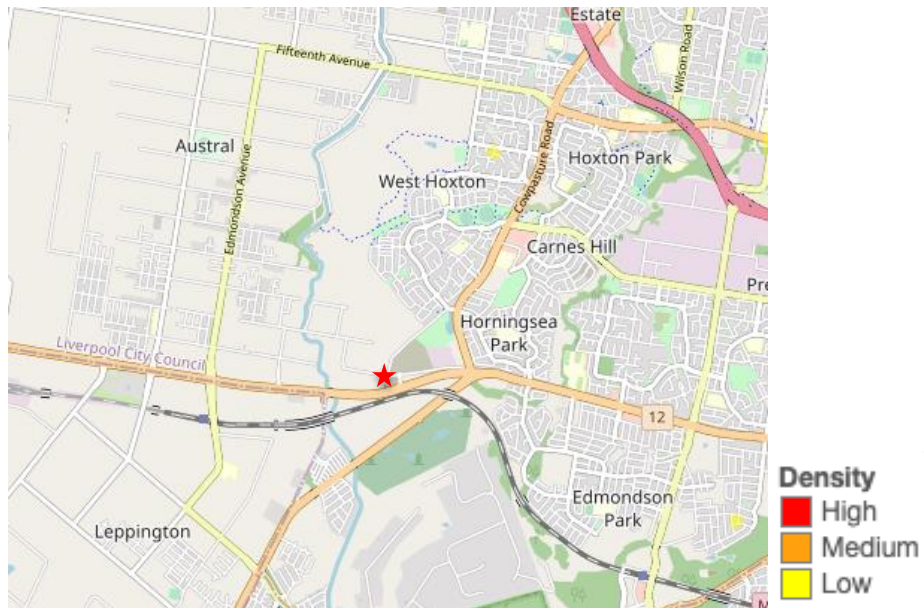 Estate
Fifteenth Avenue
Wilson Road
Austral
Cowpasture Road
Hoxton Park
West Hoxton
Edmondson Avenue
Carnes Hill
Pre
Horningsea
Park
Liverpool City Council
12
Edmondson
Park
Leppington
M
Density
High
Medium
Low